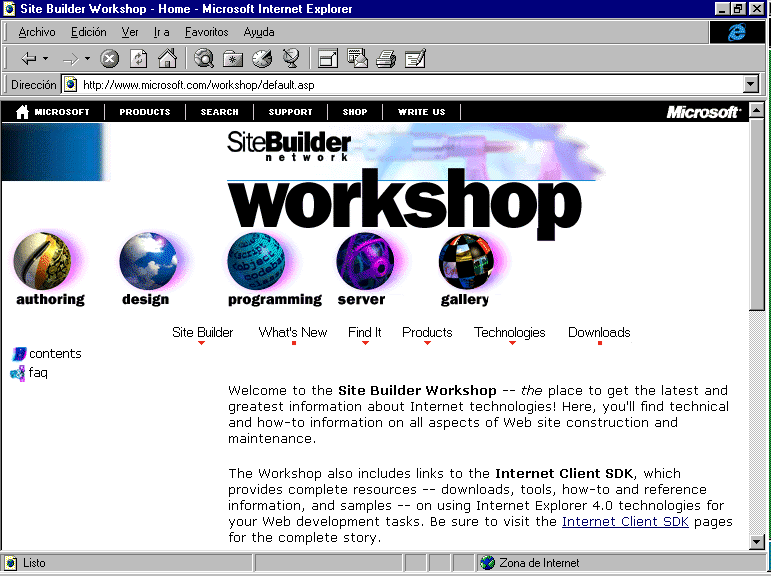 Site Builder Workshop - Home - Microsoft Internet Explorer
Archivo Edición Ver Ir a Favoritos Ayuda
Dirección http://www.microsoft.com/workshop/default.asp
MICROSOFT PRODUCTS SEARCH SUPPORT SHOP WRITE US Microsoft
SiteBuilder
network
workshop
authoring design programming server gallery
Site Builder What's New Find It Products Technologies Downloads
contents
faq
Welcome to the Site Builder Workshop -- the place to get the latest and
greatest information about Internet technologies! Here, you'll find technical
and how-to information on all aspects of Web site construction and
maintenance.
The Workshop also includes links to the Internet Client SDK, which
provides complete resources -- downloads, tools, how-to and reference
information, and samples -- on using Internet Explorer 4.0 technologies for
your Web development tasks. Be sure to visit the Internet Client SDK pages
for the complete story.
Listo Zona de Internet